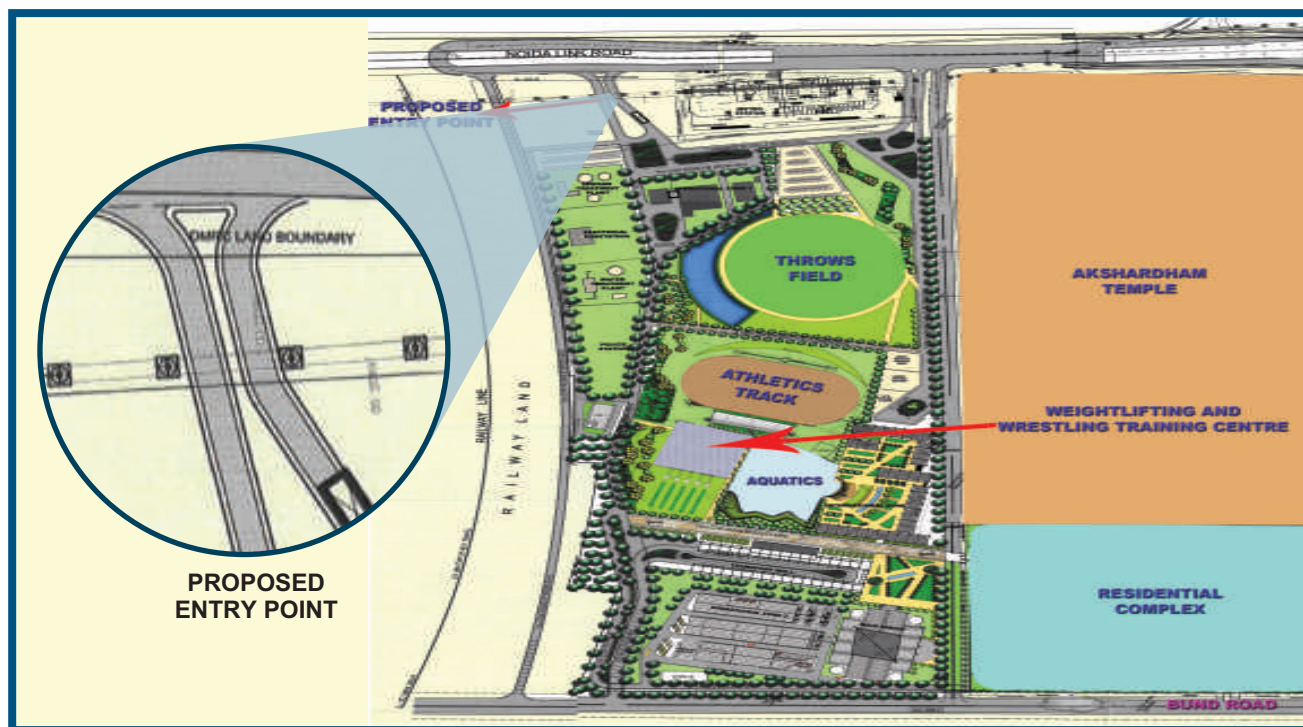 NOIDA LINK ROAD
PROPOSED
ENTRY POINT
DMRC LAND BOUNDARY
THROWS
FIELD
AKSHARDHAM
TEMPLE
ATHLETICS
TRACK
RAILWAY LINE
RAILWAY LAND
WEIGHTLIFTING AND
WRESTLING TRAINING CENTRE
AQUATICS
PROPOSED
ENTRY POINT
RESIDENTIAL
COMPLEX
BUND ROAD